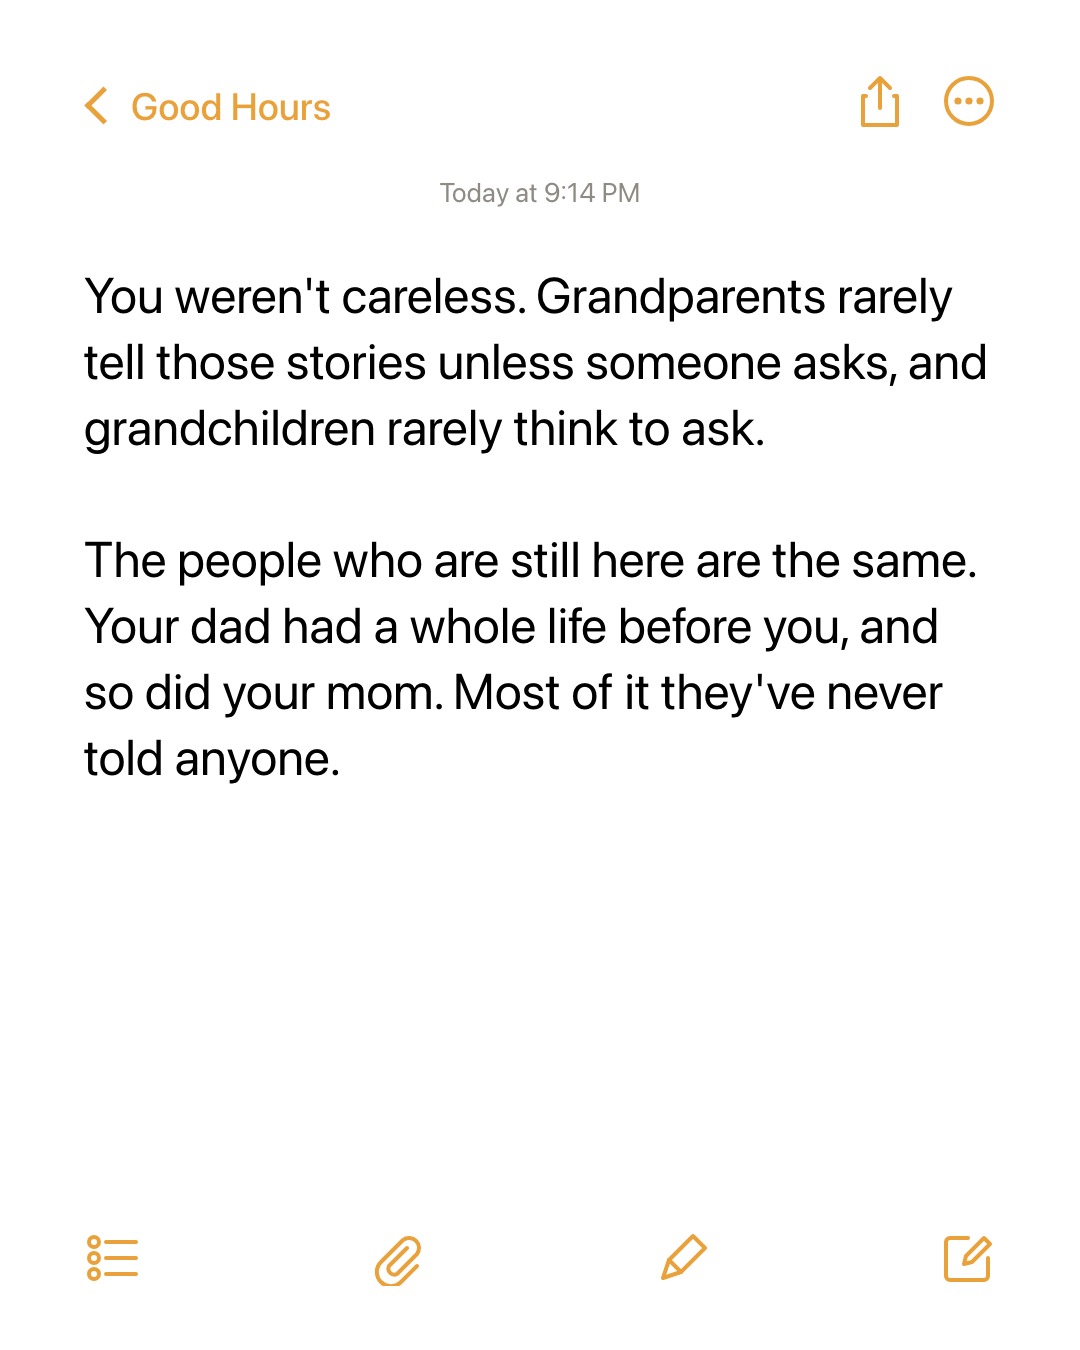 Good Hours
Today at 9:14 PM
You weren't careless. Grandparents rarely
tell those stories unless someone asks, and
grandchildren rarely think to ask.
The people who are still here are the same.
Your dad had a whole life before you, and
so did your mom. Most of it they've never
told anyone.